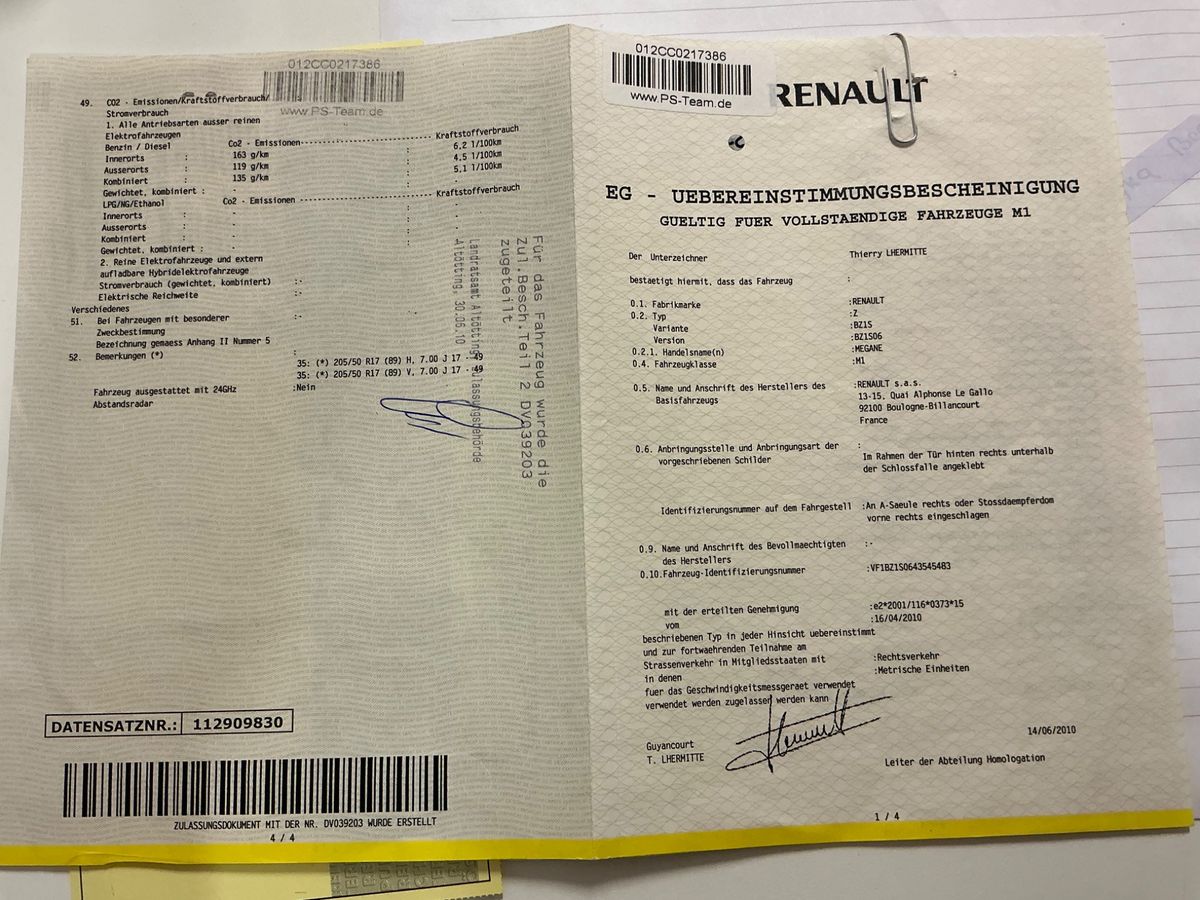 012CC0217386
www.PS-Team.de
49. CO2 - Emissionen/Kraftstoffverbrauch/
Stromverbrauch
1. Alle Antriebsarten ausser reinen
Elektrofahrzeugen
Benzin / Diesel Co2 - Emissionen------------------------ Kraftstoffverbrauch
Innerorts : 163 g/km : 6.2 l/100km
Ausserorts : 119 g/km : 4.5 l/100km
Kombiniert : 135 g/km : 5.1 l/100km
Gewichtet, kombiniert : - : -
LPG/NG/Ethanol Co2 - Emissionen------------------------ Kraftstoffverbrauch
Innerorts : - : -
Ausserorts : - : -
Kombiniert : - : -
Gewichtet, kombiniert : - : -
2. Reine Elektrofahrzeuge und extern
aufladbare Hybridelektrofahrzeuge
Stromverbrauch (gewichtet, kombiniert) :-
Elektrische Reichweite :-
Verschiedenes
51. Bei Fahrzeugen mit besonderer :-
Zweckbestimmung
Bezeichnung gemaess Anhang II Nummer 5
52. Bemerkungen (*) :
35: (*) 205/50 R17 (89) H. 7.00 J 17 - 49
35: (*) 205/50 R17 (89) V. 7.00 J 17 - 49
Fahrzeug ausgestattet mit 24GHz :Nein
Abstandsradar
Für das Fahrzeug wurde die
Zul.Besch.Teil 2 DV039203
zugeteilt
Landratsamt Altötting Zulassungsbehörde
Altötting, 30.06.10
DATENSATZNR.: 112909830
ZULASSUNGSDOKUMENT MIT DER NR. DV039203 WURDE ERSTELLT
4 / 4
012CC0217386
www.PS-Team.de
RENAULT
EG - UEBEREINSTIMMUNGSBESCHEINIGUNG
GUELTIG FUER VOLLSTAENDIGE FAHRZEUGE M1
Der Unterzeichner Thierry LHERMITTE
bestaetigt hiermit, dass das Fahrzeug :
0.1. Fabrikmarke :RENAULT
0.2. Typ :Z
Variante :BZ1S
Version :BZ1S06
0.2.1. Handelsname(n) :MEGANE
0.4. Fahrzeugklasse :M1
0.5. Name und Anschrift des Herstellers des :RENAULT s.a.s.
Basisfahrzeugs 13-15. Quai Alphonse Le Gallo
92100 Boulogne-Billancourt
France
0.6. Anbringungsstelle und Anbringungsart der :
vorgeschriebenen Schilder Im Rahmen der Tür hinten rechts unterhalb
der Schlossfalle angeklebt
Identifizierungsnummer auf dem Fahrgestell :An A-Saeule rechts oder Stossdaempferdom
vorne rechts eingeschlagen
0.9. Name und Anschrift des Bevollmaechtigten :-
des Herstellers
0.10.Fahrzeug-Identifizierungsnummer :VF1BZ1S0643545483
mit der erteilten Genehmigung :e2*2001/116*0373*15
vom :16/04/2010
beschriebenen Typ in jeder Hinsicht uebereinstimmt
und zur fortwaehrenden Teilnahme am
Strassenverkehr in Mitgliedsstaaten mit :Rechtsverkehr
in denen :Metrische Einheiten
fuer das Geschwindigkeitsmessgeraet verwendet
verwendet werden zugelassen werden kann
Guyancourt 14/06/2010
T. LHERMITTE Leiter der Abteilung Homologation
1 / 4